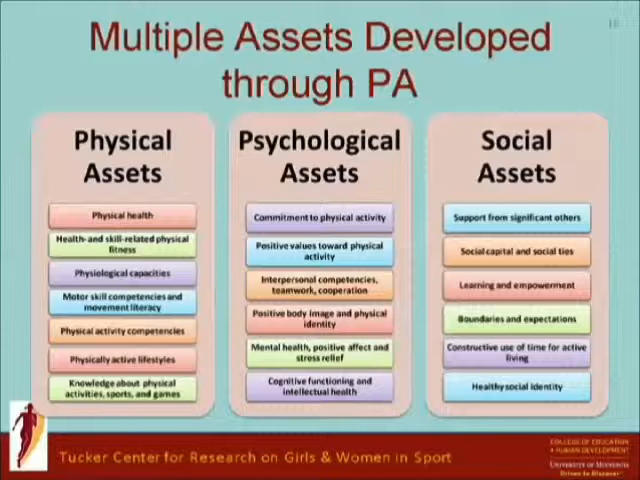 Multiple Assets Developed
through PA
Physical
Assets
Physical health
Health- and skill-related physical
fitness
Physiological capacities
Motor skill competencies and
movement literacy
Physical activity competencies
Physically active lifestyles
Knowledge about physical
activities, sports, and games
Psychological
Assets
Commitment to physical activity
Positive values toward physical
activity
Interpersonal competencies,
teamwork, cooperation
Positive body image and physical
identity
Mental health, positive affect and
stress relief
Cognitive functioning and
intellectual health
Social
Assets
Support from significant others
Social capital and social ties
Learning and empowerment
Boundaries and expectations
Constructive use of time for active
living
Healthy social identity
Tucker Center for Research on Girls & Women in Sport
COLLEGE OF EDUCATION
+ HUMAN DEVELOPMENT
UNIVERSITY OF MINNESOTA
Driven to Discover